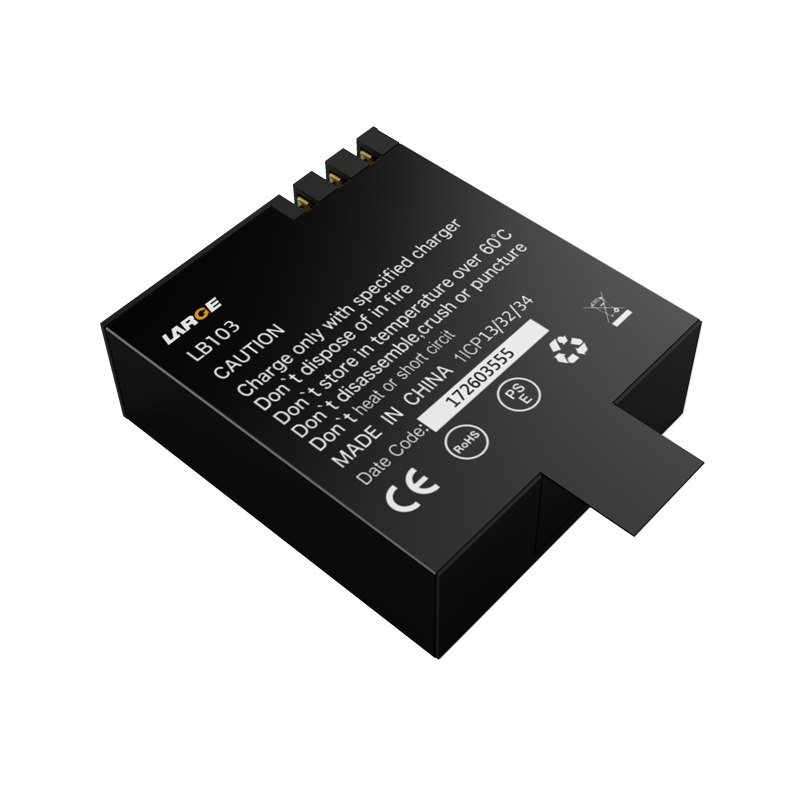 LARGE
LB103
CAUTION
Charge only with specified charger
Don`t dispose of in fire
Don`t store in temperature over 60℃
Don`t disassemble,crush or puncture
Don`t heat or short circit
MADE IN CHINA 1ICP13/32/34
Date Code: 172603555
CE RoHS PS E